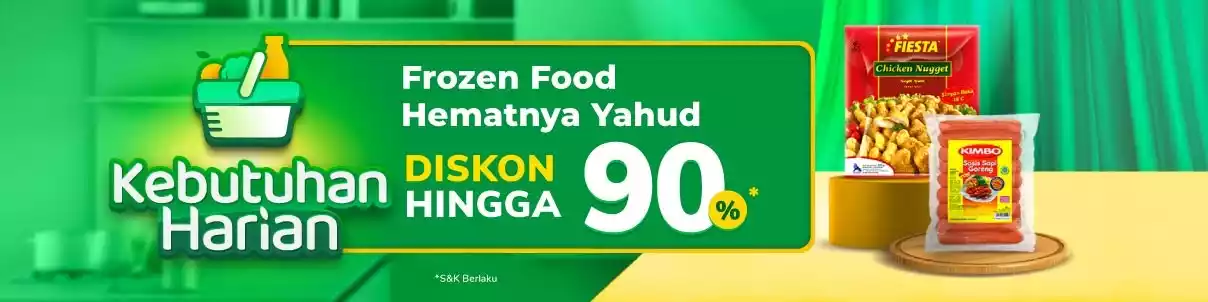 Kebutuhan
Harian
Frozen Food
Hematnya Yahud
DISKON
HINGGA
90%*
*S&K Berlaku
FIESTA
Chicken Nugget
KIMBO
Sosis Sapi
Goreng